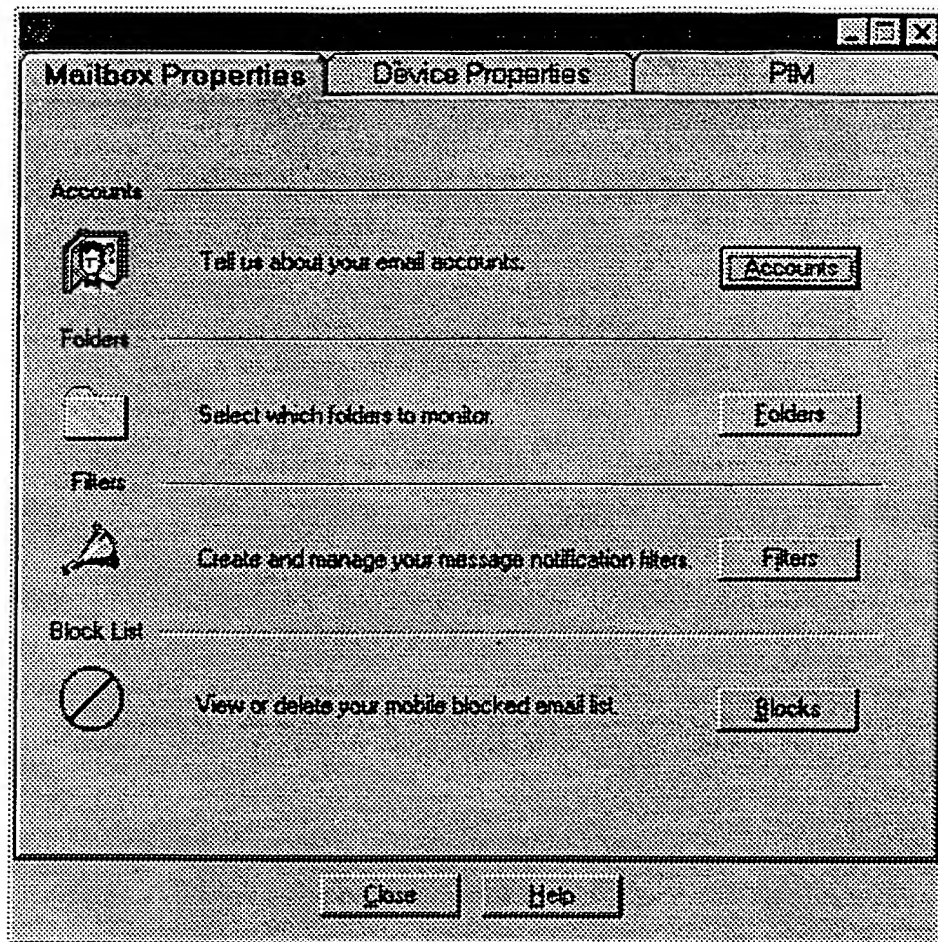 Mailbox Properties Device Properties PIM
Accounts
Tell us about your email accounts. Accounts
Folders
Select which folders to monitor. Folders
Filters
Create and manage your message notification filters. Filters
Block List
View or delete your mobile blocked email list. Blocks
Close Help